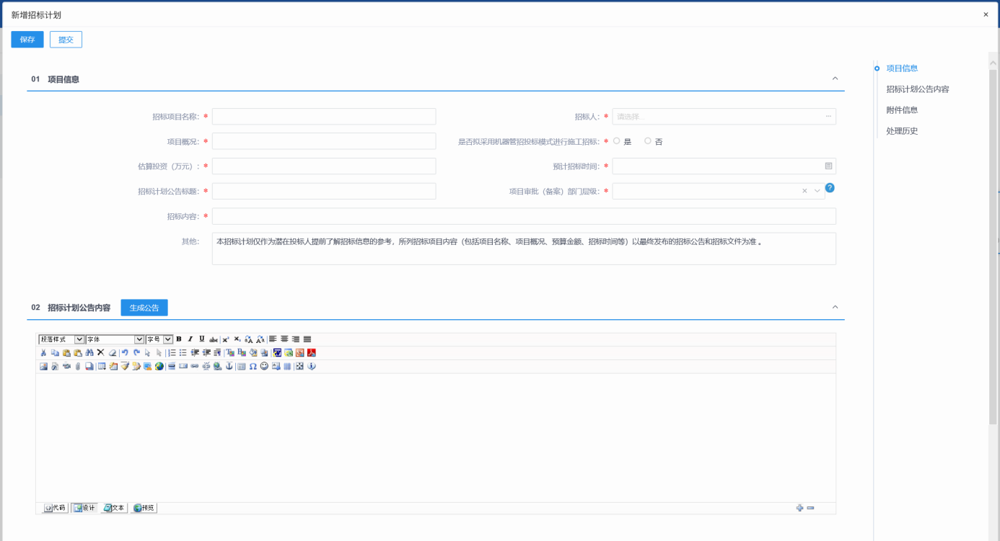 新增招标计划 ×
保存 提交
01 项目信息
招标项目名称: * 招标人: * 请选择... ···
项目概况: * 是否拟采用机器管招投标模式进行施工招标: * 是 否
估算投资（万元）: * 预计招标时间: *
招标计划公告标题: * 项目审批（备案）部门层级: * × ?
招标内容: *
其他: 本招标计划仅作为潜在投标人提前了解招标信息的参考，所列招标项目内容（包括项目名称、项目概况、预算金额、招标时间等）以最终发布的招标公告和招标文件为准 。
02 招标计划公告内容 生成公告
段落样式 字体 字号 B I U abc
代码 设计 文本 预览
项目信息
招标计划公告内容
附件信息
处理历史